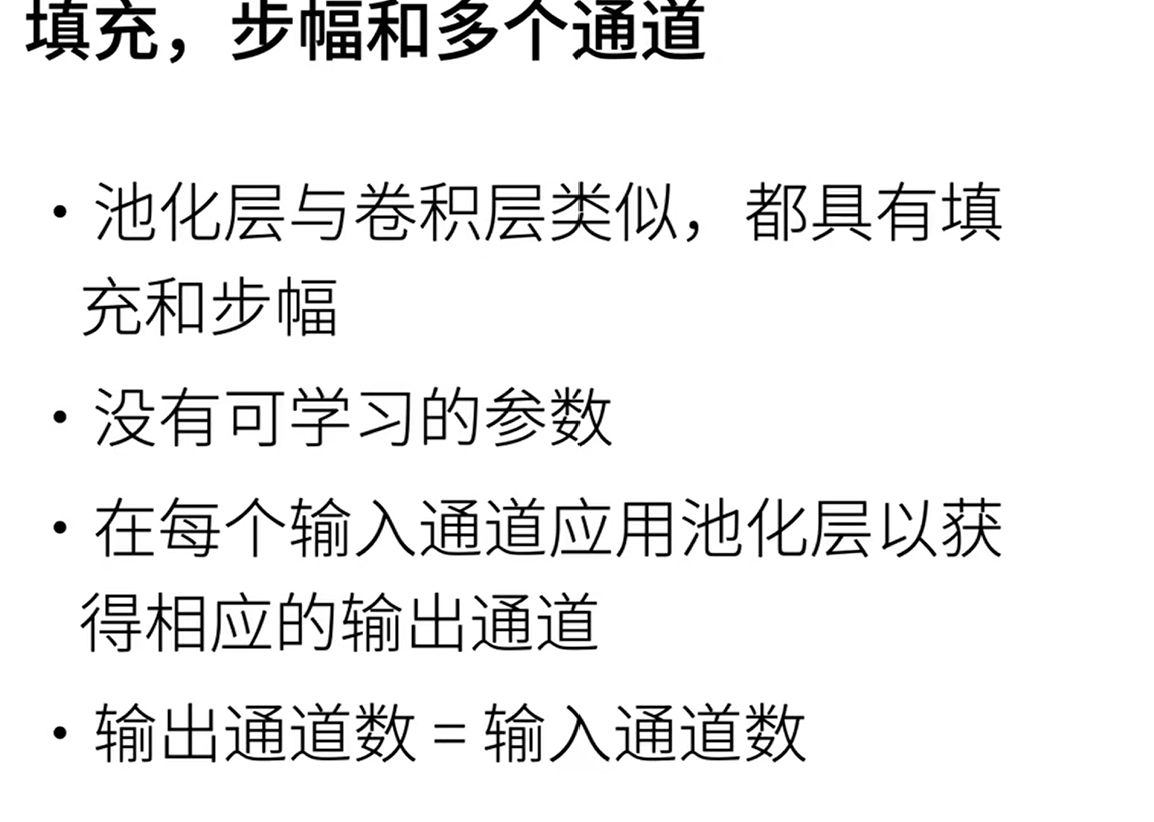 填充，步幅和多个通道
• 池化层与卷积层类似，都具有填
充和步幅
• 没有可学习的参数
• 在每个输入通道应用池化层以获
得相应的输出通道
• 输出通道数 = 输入通道数